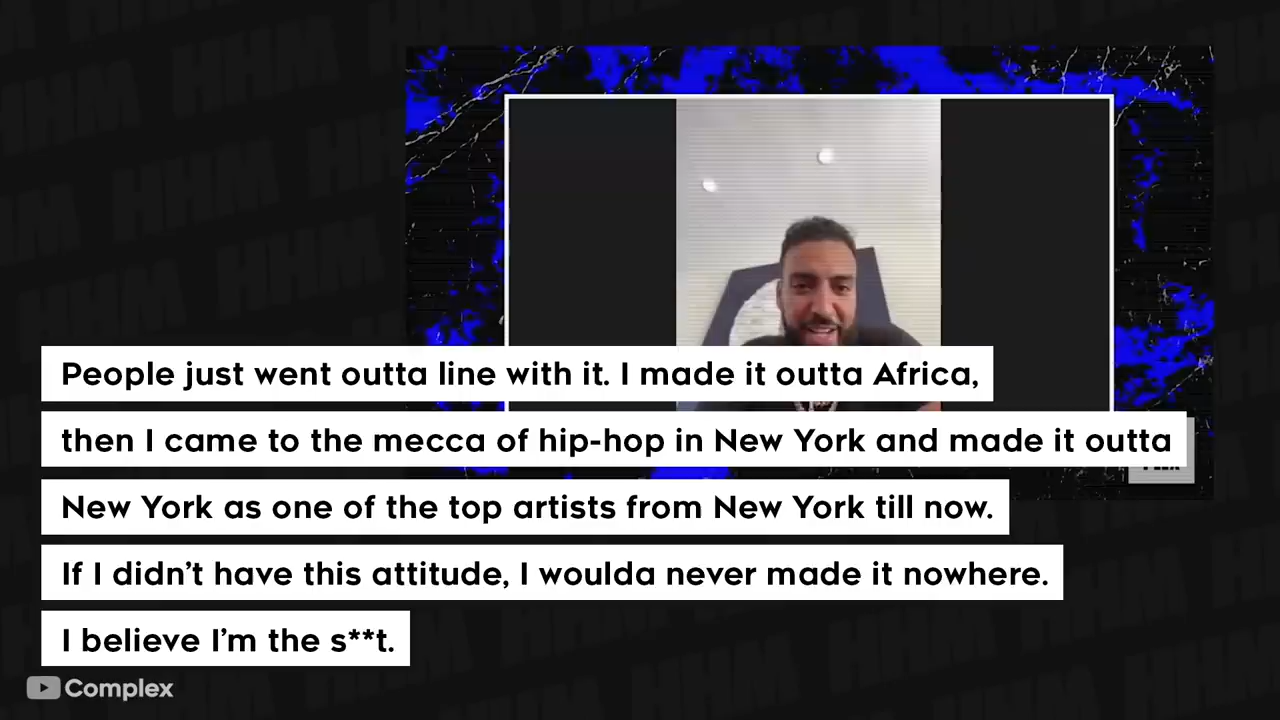 People just went outta line with it. I made it outta Africa,
then I came to the mecca of hip-hop in New York and made it outta
New York as one of the top artists from New York till now.
If I didn't have this attitude, I woulda never made it nowhere.
I believe I'm the s**t.
Complex